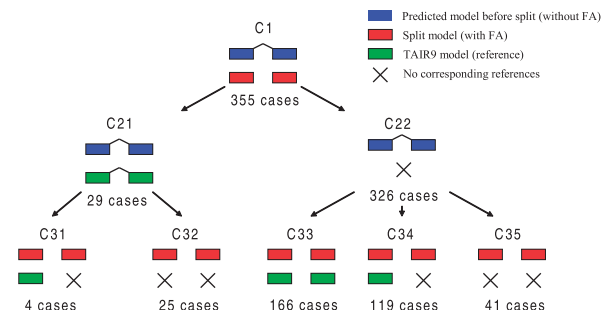 C1
Predicted model before split (without FA)
Split model (with FA)
TAIR9 model (reference)
No corresponding references
355 cases
C21
C22
29 cases
326 cases
C31
C32
C33
C34
C35
4 cases
25 cases
166 cases
119 cases
41 cases